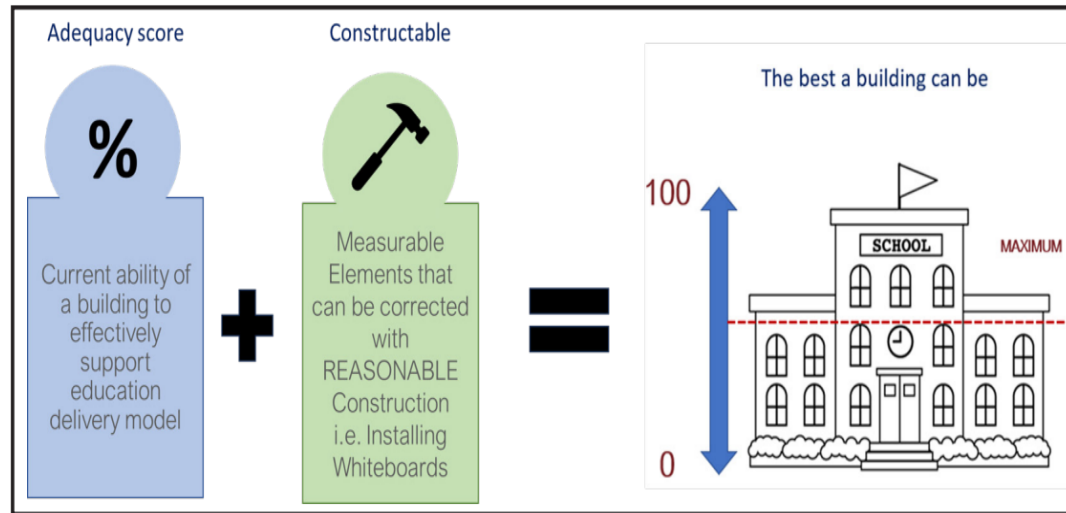 Adequacy score
%
Current ability of
a building to
effectively
support
education
delivery model
Constructable
Measurable
Elements that
can be corrected
with
REASONABLE
Construction
i.e. Installing
Whiteboards
The best a building can be
100
SCHOOL
MAXIMUM
0